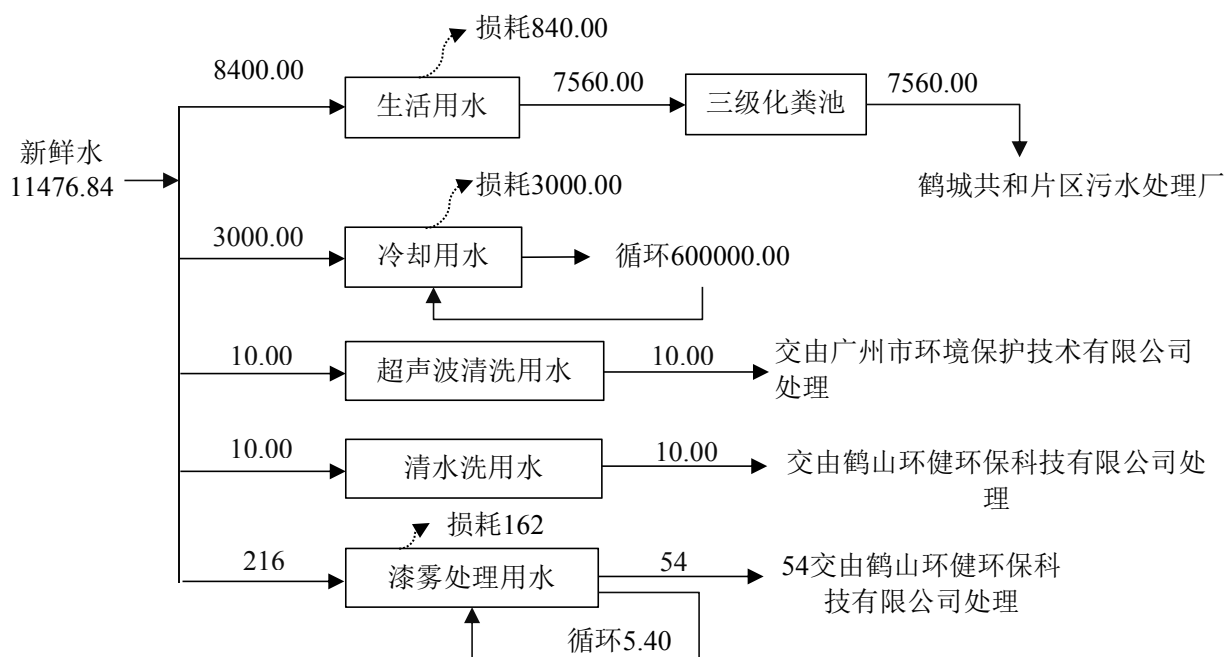 损耗840.00
8400.00
生活用水
7560.00
三级化粪池
7560.00
新鲜水
11476.84
鹤城共和片区污水处理厂
损耗3000.00
3000.00
冷却用水
循环600000.00
10.00
超声波清洗用水
10.00
交由广州市环境保护技术有限公司
处理
10.00
清水洗用水
10.00
交由鹤山环健环保科技有限公司处
理
损耗162
216
漆雾处理用水
54
54交由鹤山环健环保科
技有限公司处理
循环5.40